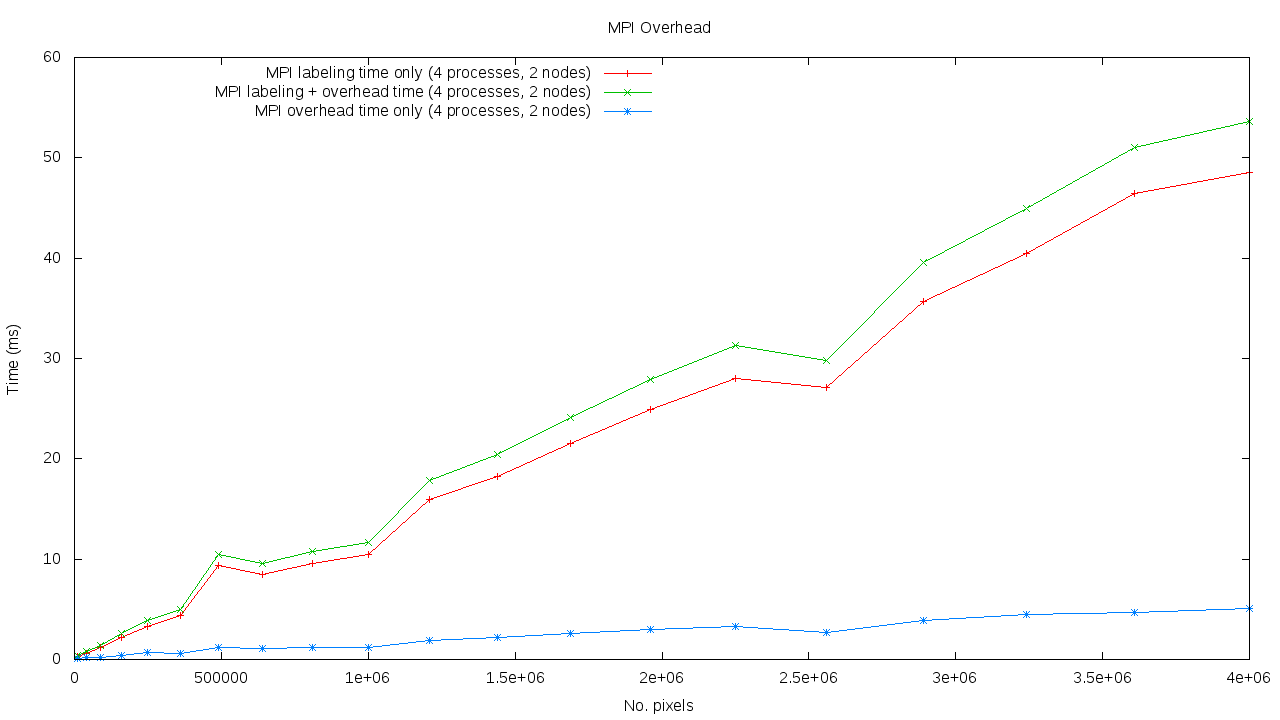 MPI Overhead
MPI labeling time only (4 processes, 2 nodes)
MPI labeling + overhead time (4 processes, 2 nodes)
MPI overhead time only (4 processes, 2 nodes)
60
50
40
30
20
10
0
Time (ms)
0 500000 1e+06 1.5e+06 2e+06 2.5e+06 3e+06 3.5e+06 4e+06
No. pixels